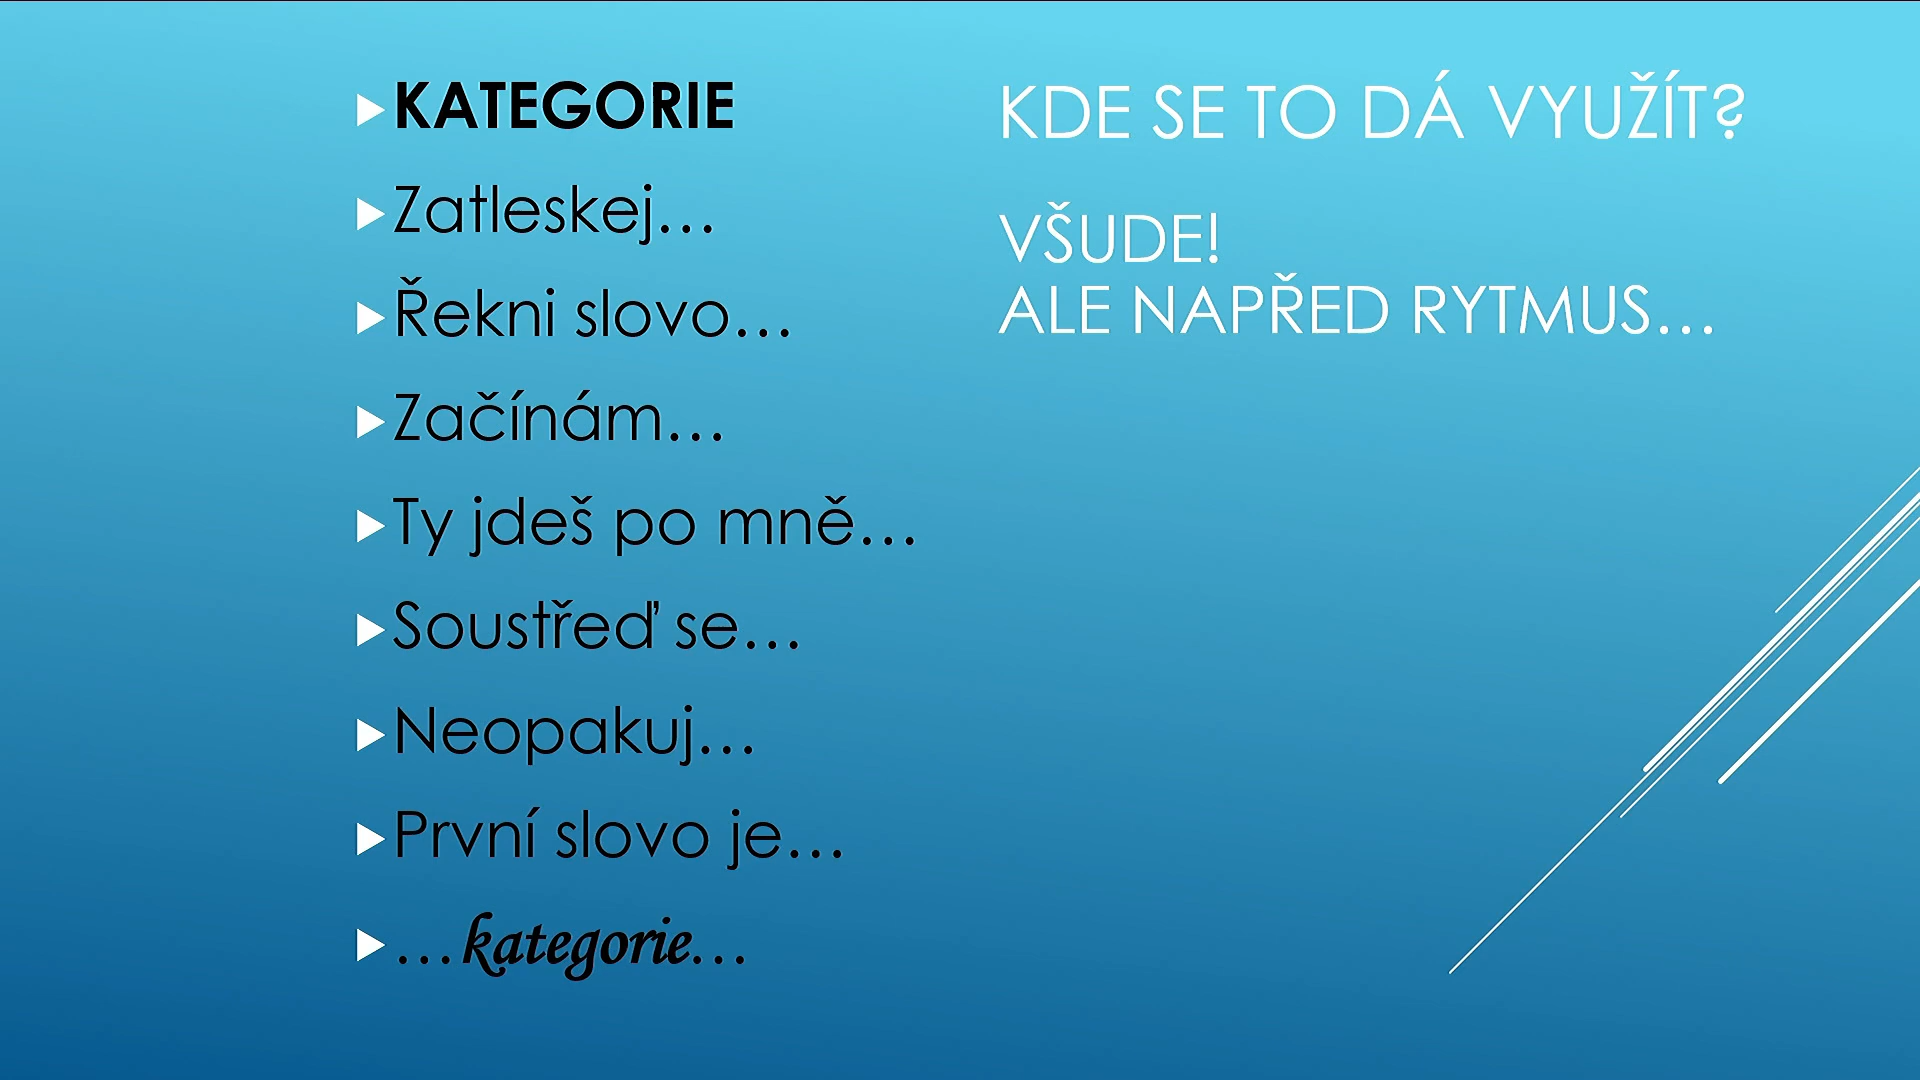 KATEGORIE
Zatleskej…
Řekni slovo…
Začínám…
Ty jdeš po mně…
Soustřeď se…
Neopakuj…
První slovo je…
…kategorie…
KDE SE TO DÁ VYUŽÍT?
VŠUDE!
ALE NAPŘED RYTMUS…